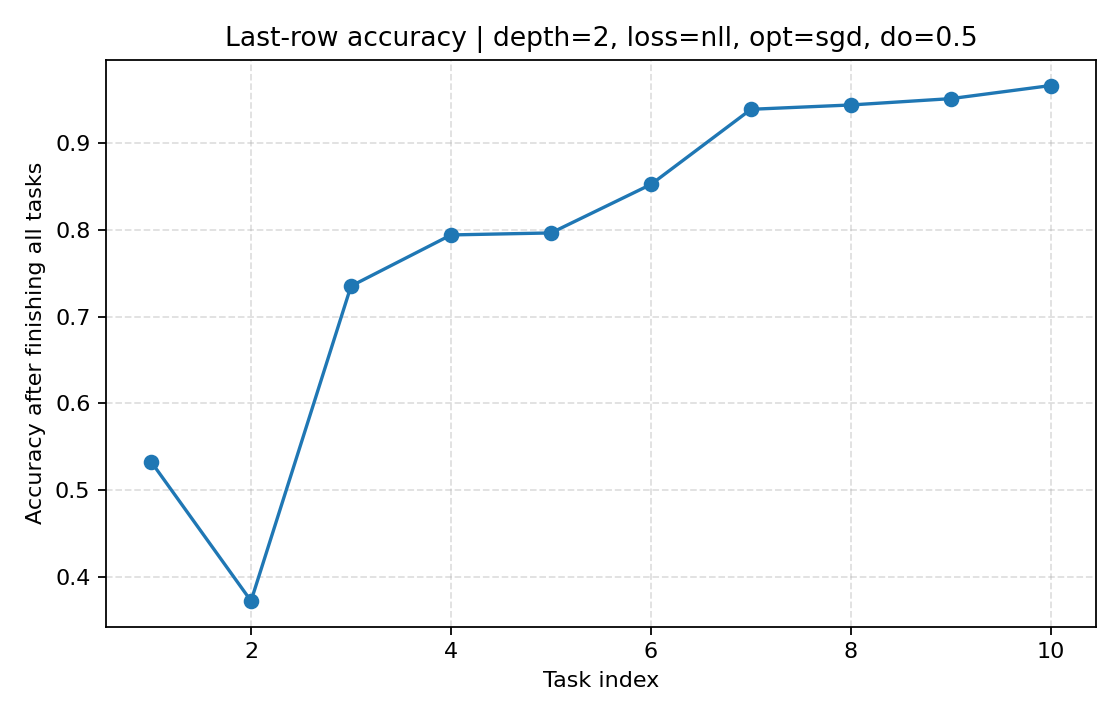 Last-row accuracy | depth=2, loss=nll, opt=sgd, do=0.5
Accuracy after finishing all tasks
0.9
0.8
0.7
0.6
0.5
0.4
2 4 6 8 10
Task index